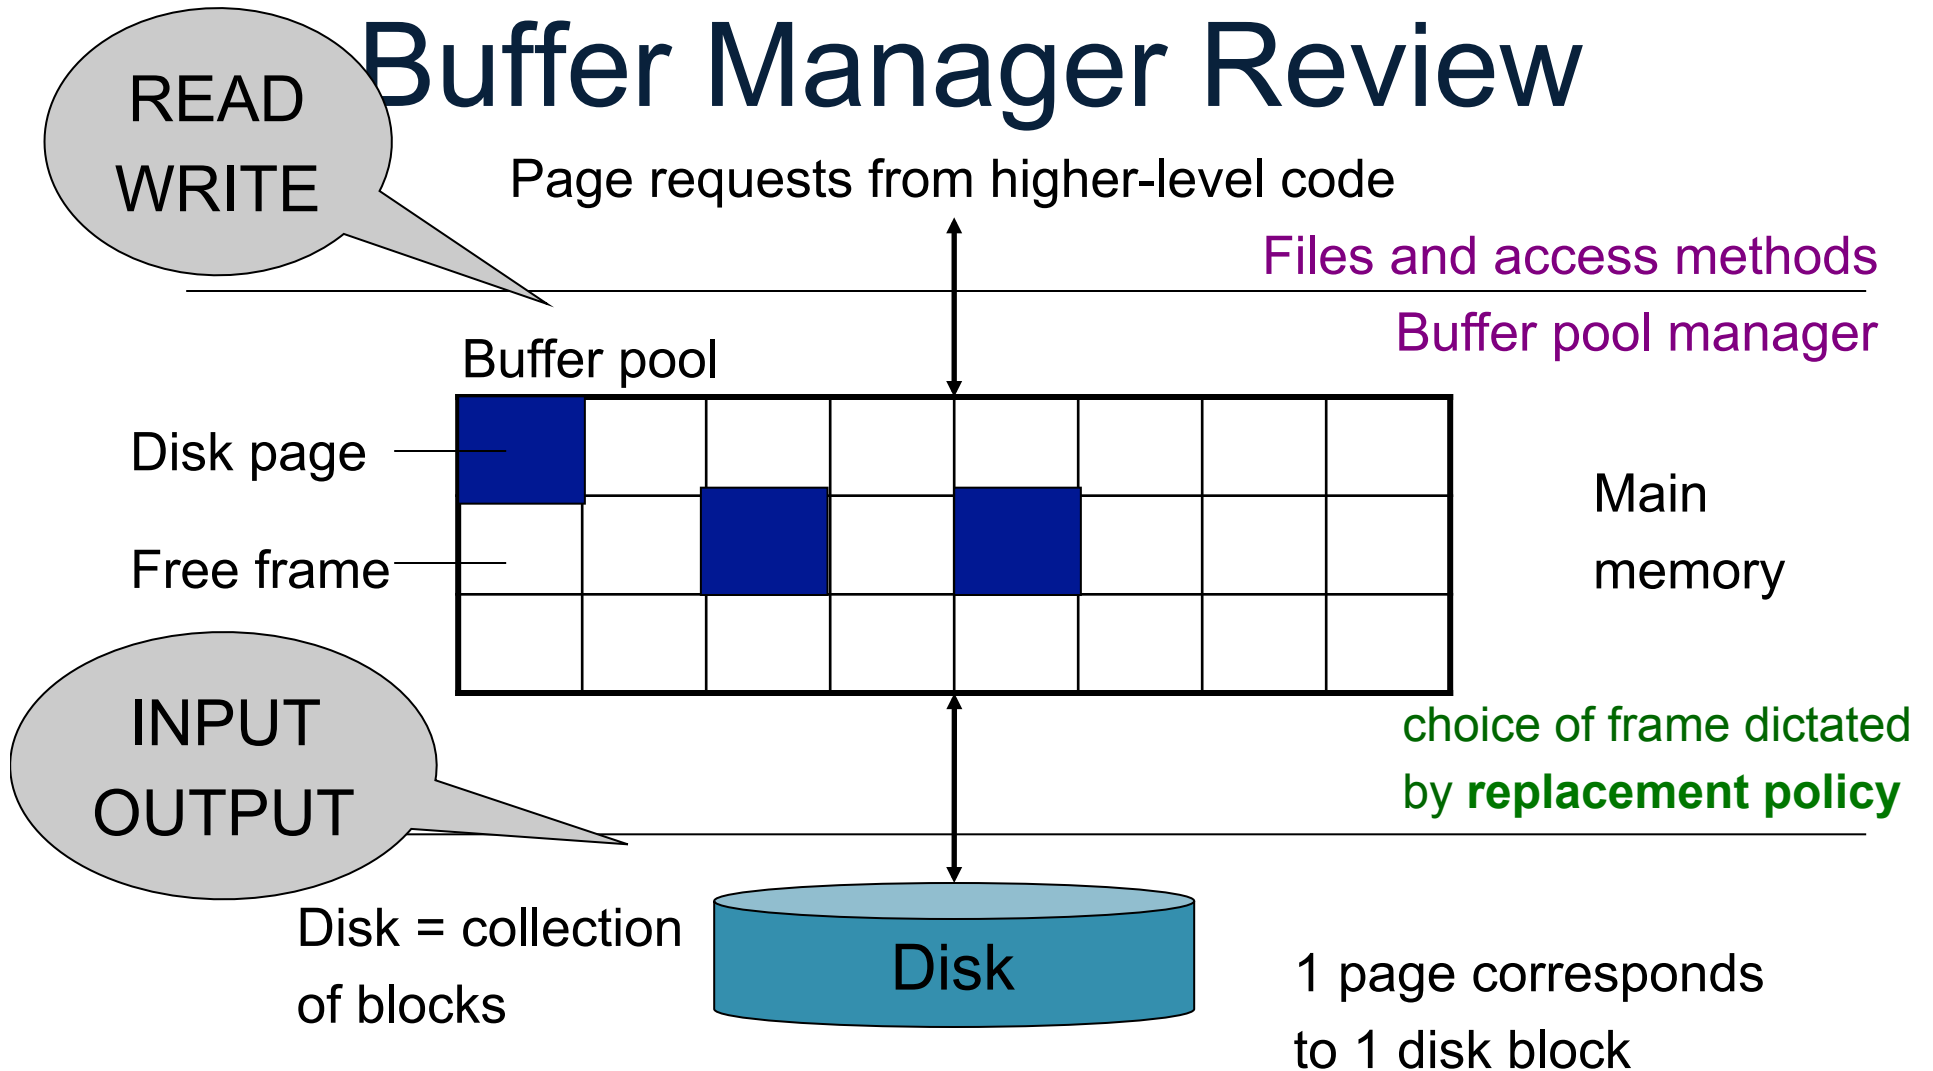 Buffer Manager Review
READ
WRITE
Page requests from higher-level code
Files and access methods
Buffer pool manager
Buffer pool
Disk page
Free frame
Main
memory
INPUT
OUTPUT
choice of frame dictated
by replacement policy
Disk = collection
of blocks
Disk
1 page corresponds
to 1 disk block